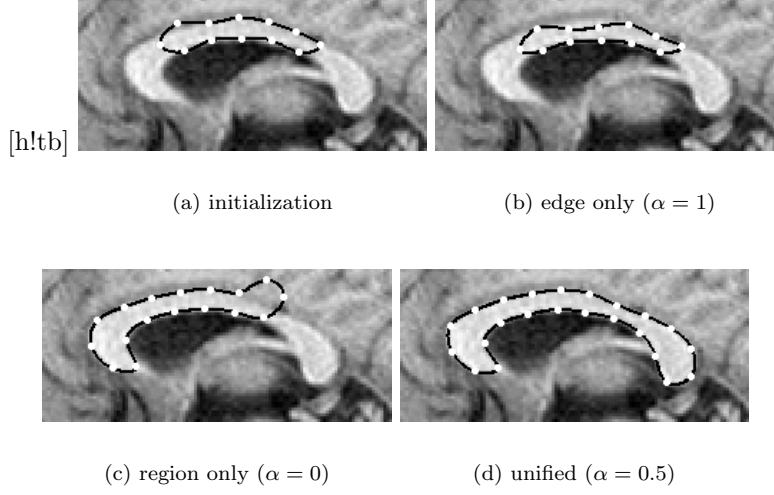 [h!tb]
(a) initialization
(b) edge only (α = 1)
(c) region only (α = 0)
(d) unified (α = 0.5)